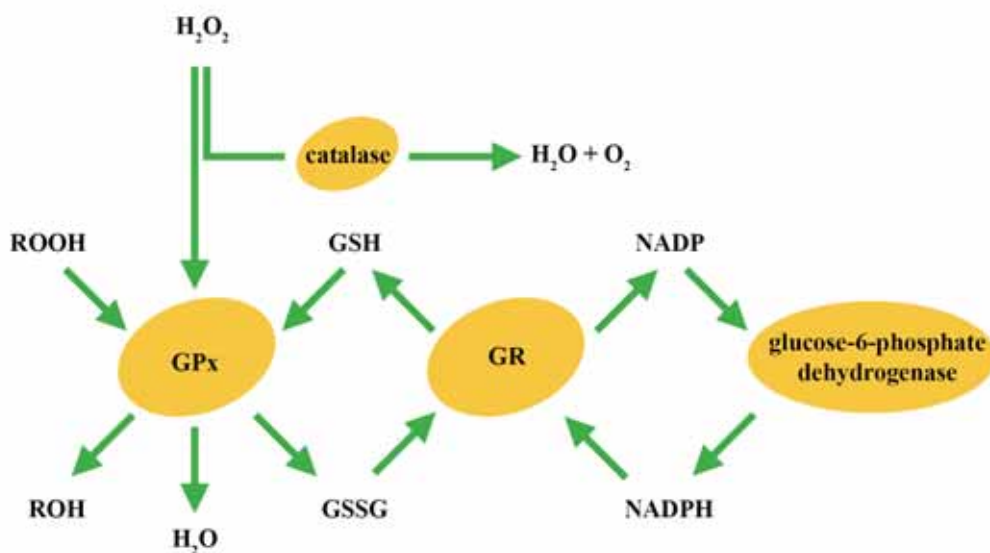 H₂O₂
catalase
H₂O + O₂
ROOH
GSH
NADP
GPx
GR
glucose-6-phosphate
dehydrogenase
ROH
H₂O
GSSG
NADPH